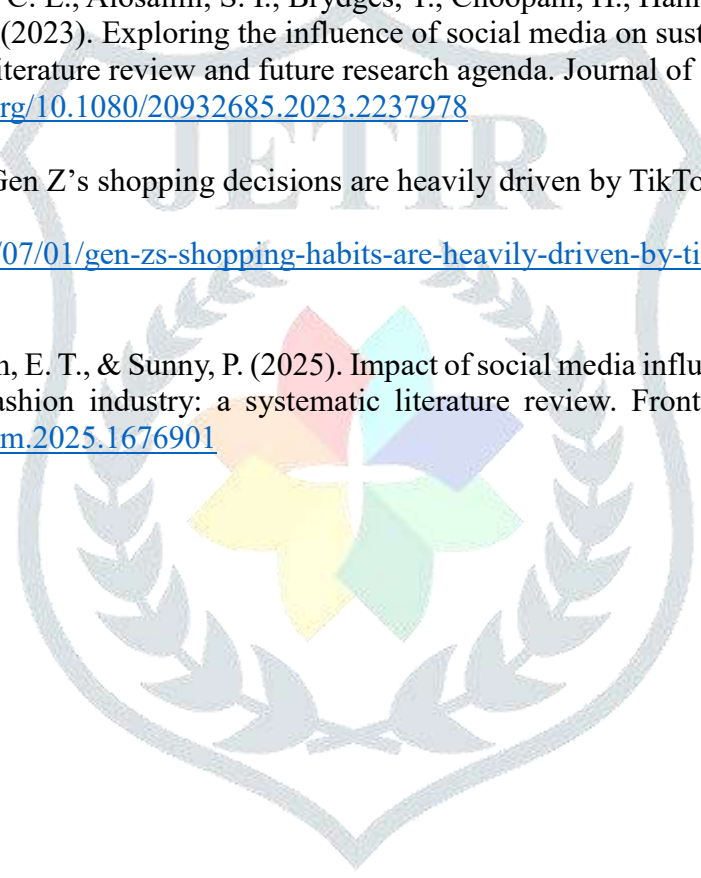 C. E., Alosaimi, S. I., Brydges, T., Choopani, H., Han
(2023). Exploring the influence of social media on sust
iterature review and future research agenda. Journal of
rg/10.1080/20932685.2023.2237978
JETIR
Gen Z’s shopping decisions are heavily driven by TikTo
/07/01/gen-zs-shopping-habits-are-heavily-driven-by-ti
n, E. T., & Sunny, P. (2025). Impact of social media influ
ashion industry: a systematic literature review. Front
m.2025.1676901